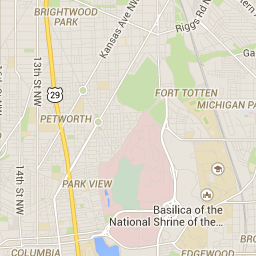 BRIGHTWOOD
PARK
Kansas Ave NW
Riggs Rd N
13th St NW
29
FORT TOTTEN
MICHIGAN PA
PETWORTH
14th St NW
PARK VIEW
Basilica of the
National Shrine of the...
COLUMBIA
EDGEWOOD